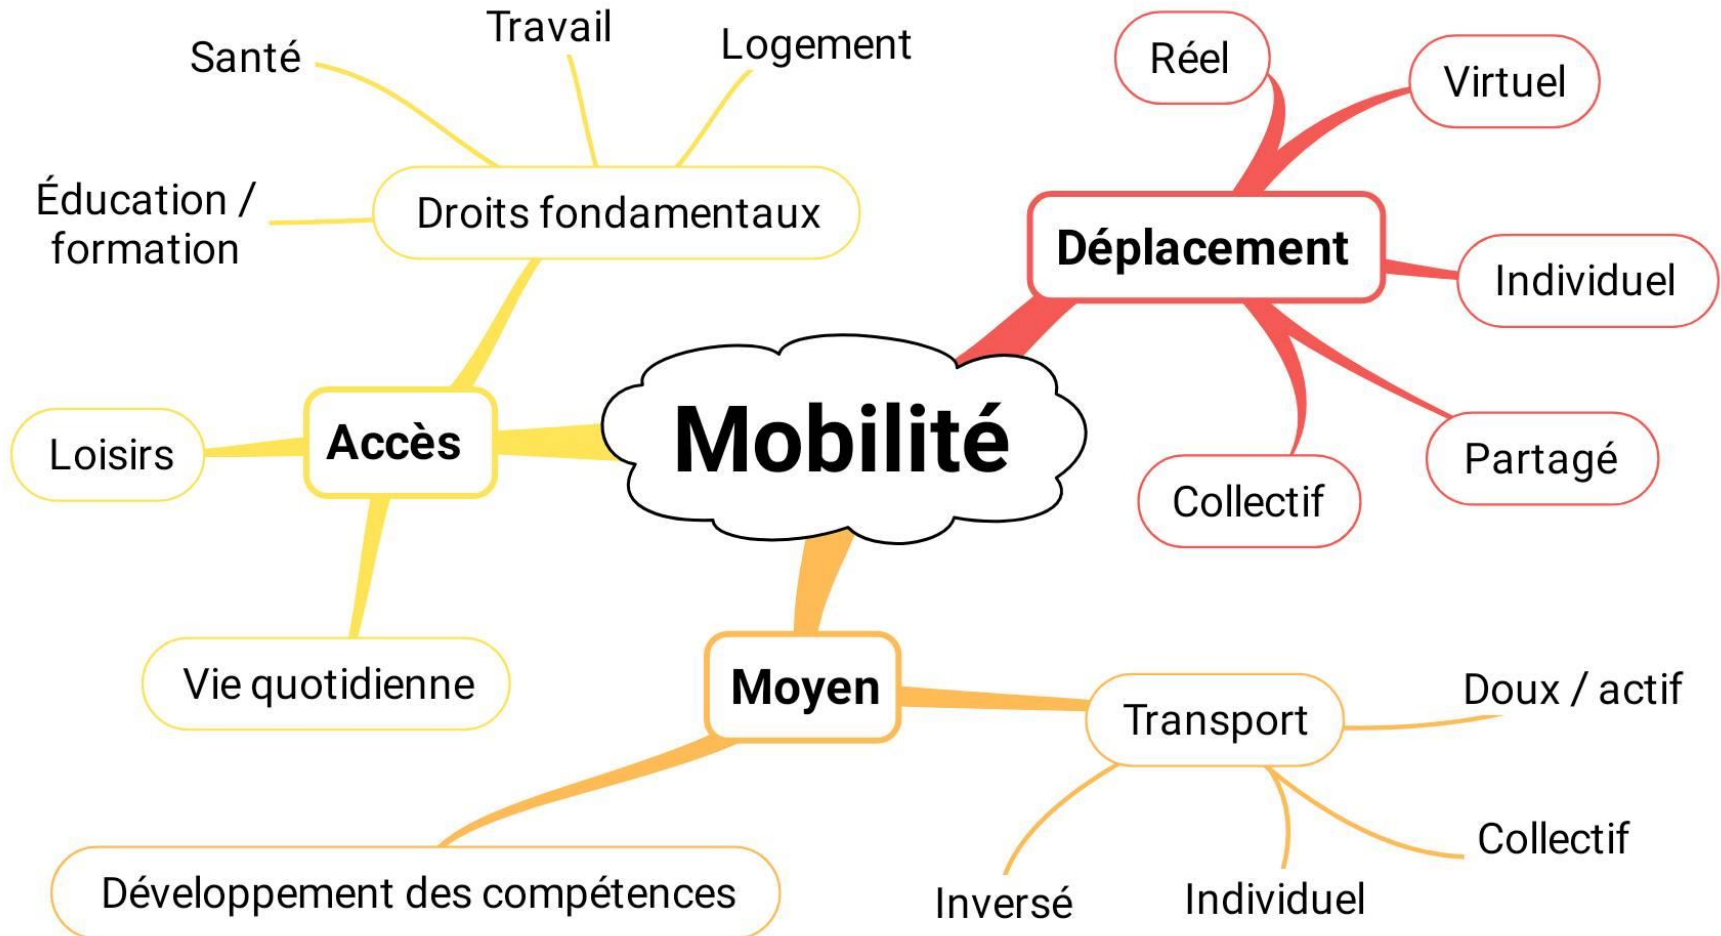 Travail
Santé
Logement
Éducation /
formation
Droits fondamentaux
Loisirs
Accès
Vie quotidienne
Mobilité
Réel
Virtuel
Déplacement
Individuel
Partagé
Collectif
Moyen
Transport
Doux / actif
Collectif
Individuel
Inversé
Développement des compétences